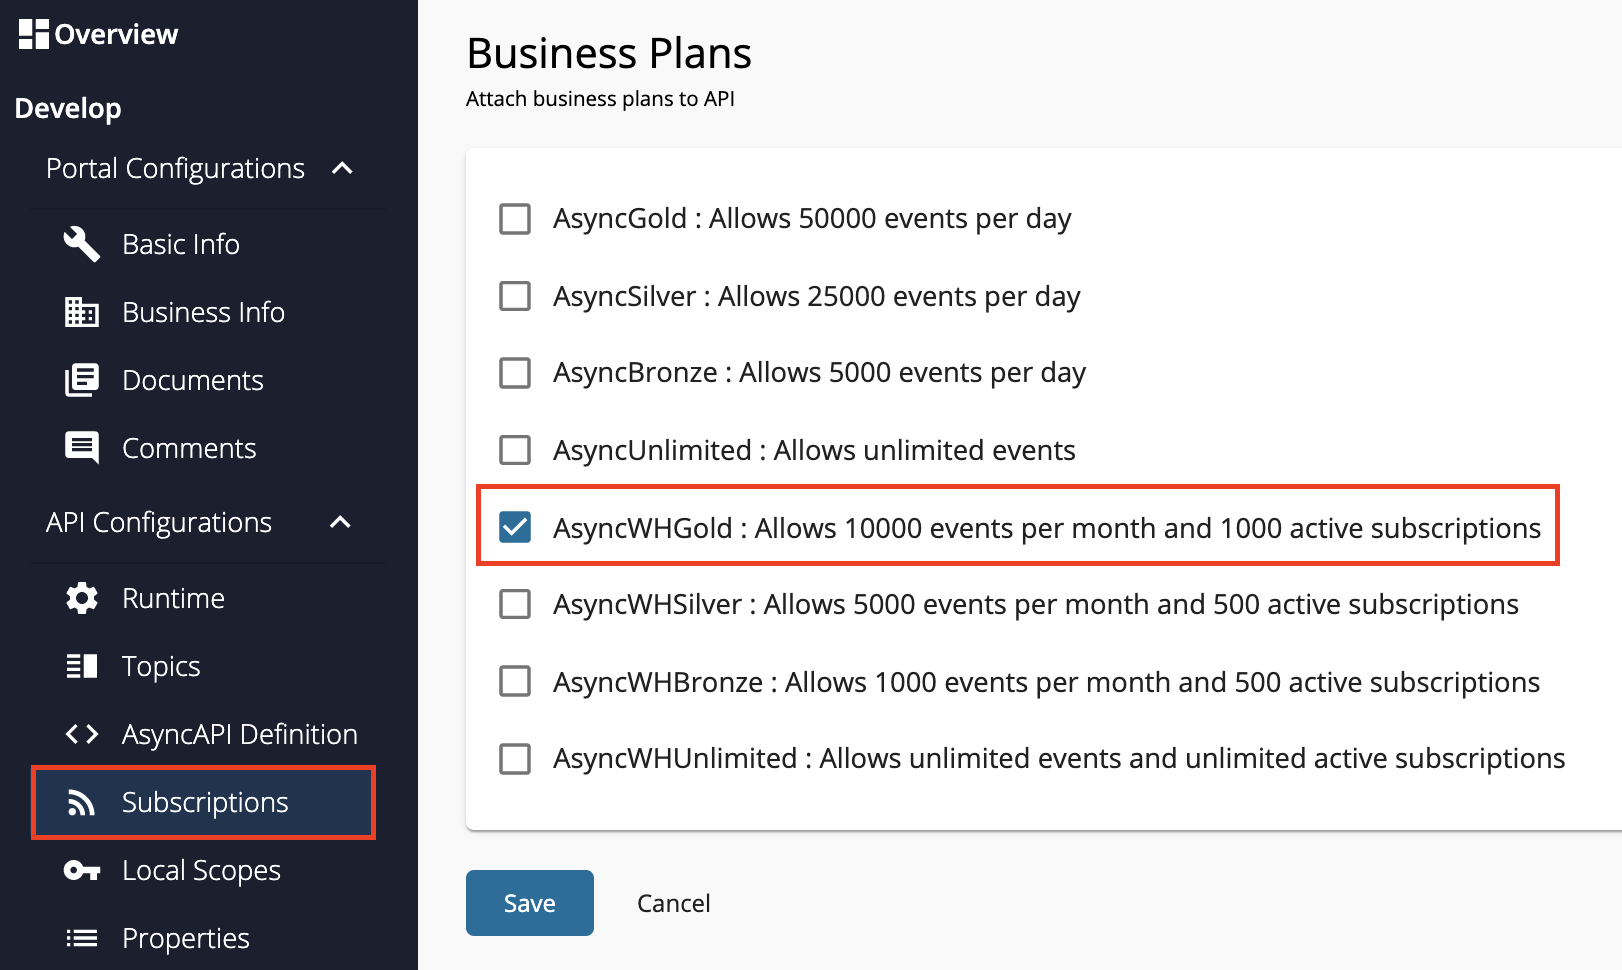 Overview
Develop
Portal Configurations
Basic Info
Business Info
Documents
Comments
API Configurations
Runtime
Topics
AsyncAPI Definition
Subscriptions
Local Scopes
Properties
Business Plans
Attach business plans to API
AsyncGold : Allows 50000 events per day
AsyncSilver : Allows 25000 events per day
AsyncBronze : Allows 5000 events per day
AsyncUnlimited : Allows unlimited events
AsyncWHGold : Allows 10000 events per month and 1000 active subscriptions
AsyncWHSilver : Allows 5000 events per month and 500 active subscriptions
AsyncWHBronze : Allows 1000 events per month and 500 active subscriptions
AsyncWHUnlimited : Allows unlimited events and unlimited active subscriptions
Save
Cancel